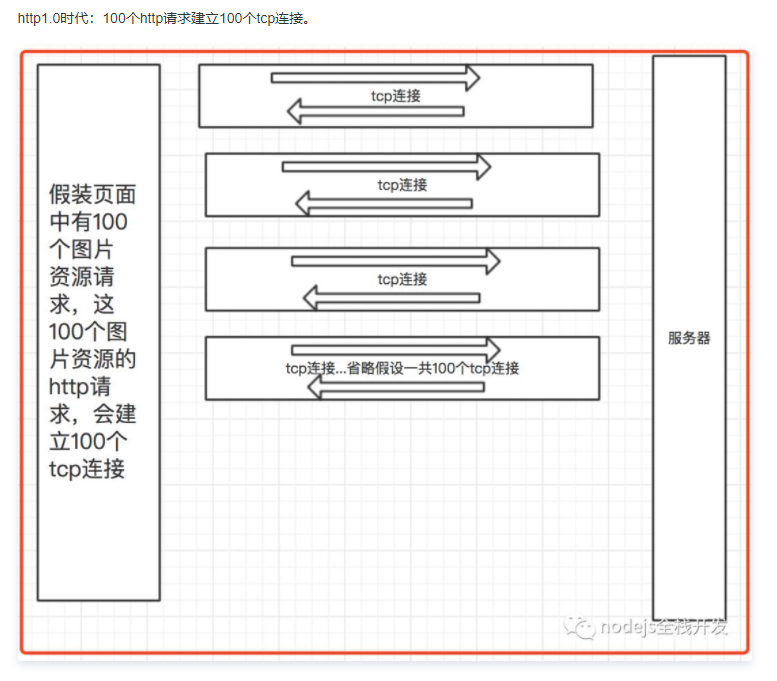 http1.0时代：100个http请求建立100个tcp连接。
假装页面
中有100
个图片
资源请
求，这
100个图
片资源的
http请
求，会建
立100个
tcp连接
tcp连接
tcp连接
tcp连接
tcp连接...省略假设一共100个tcp连接
服务器
nodejs全栈开发